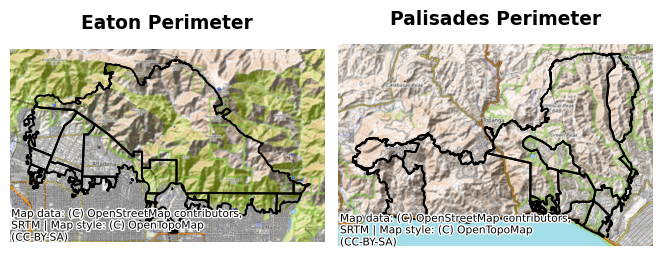 Eaton Perimeter
Palisades Perimeter
Topanga
Map data: (C) OpenStreetMap contributors,
SRTM | Map style: (C) OpenTopoMap
(CC-BY-SA)
Map data: (C) OpenStreetMap contributors,
SRTM | Map style: (C) OpenTopoMap
(CC-BY-SA)